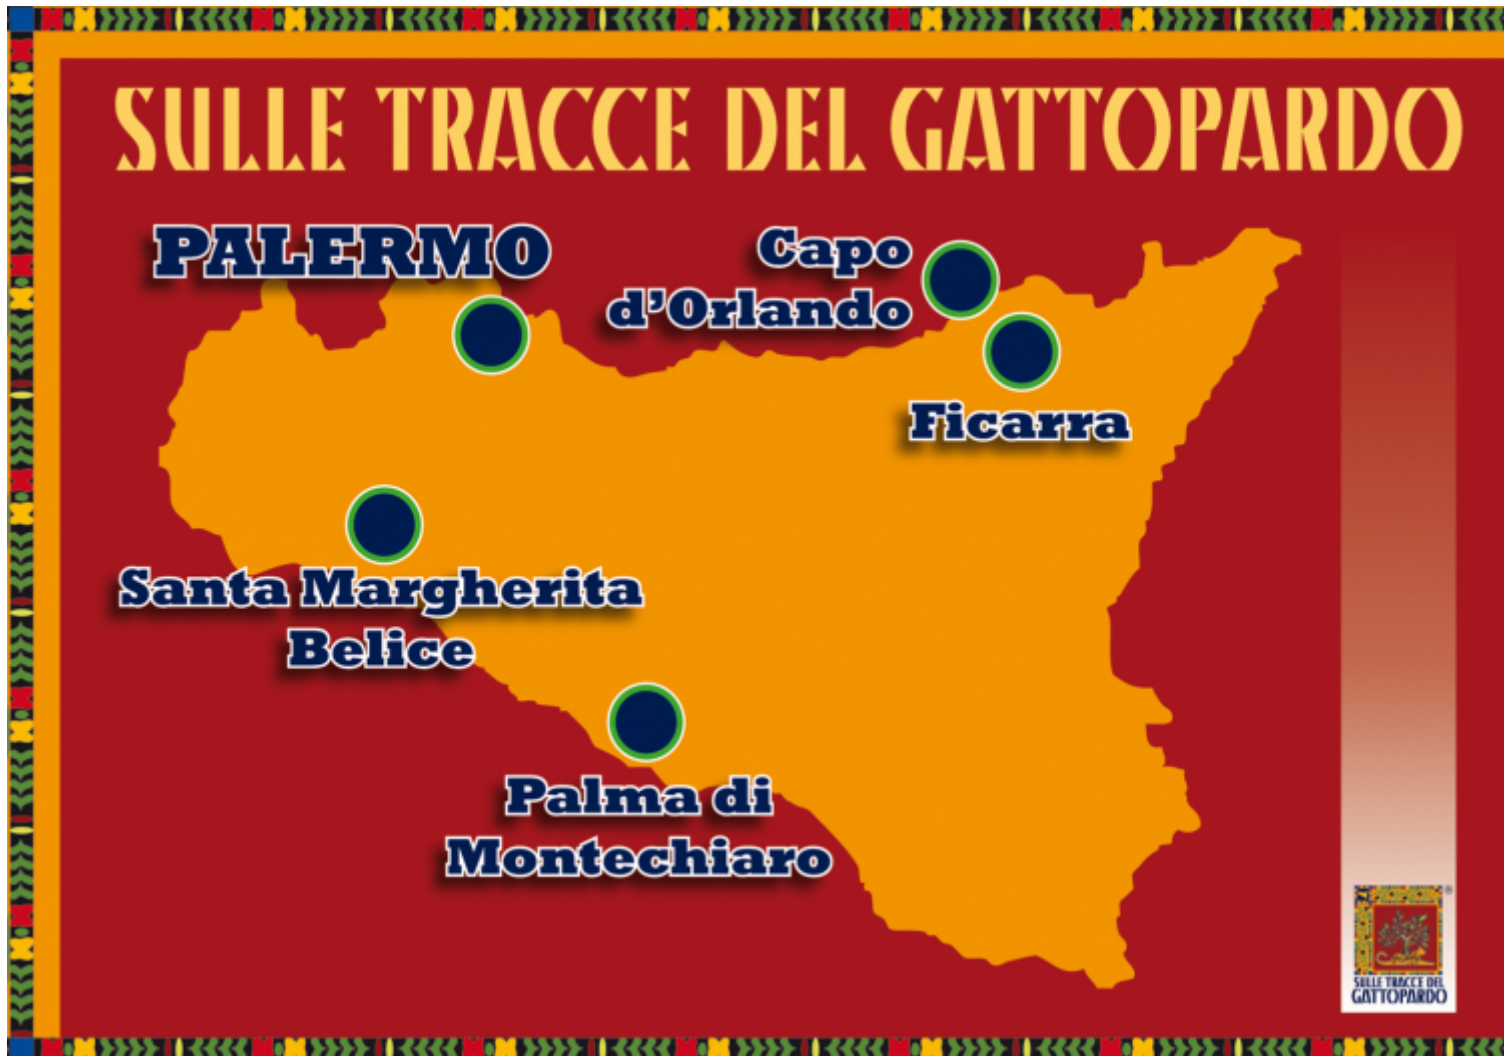 SULLE TRACCE DEL GATTOPARDO
PALERMO
Capo
d'Orlando
Ficarra
Santa Margherita
Belice
Palma di
Montechiaro
®
SULLE TRACCE DEL
GATTOPARDO